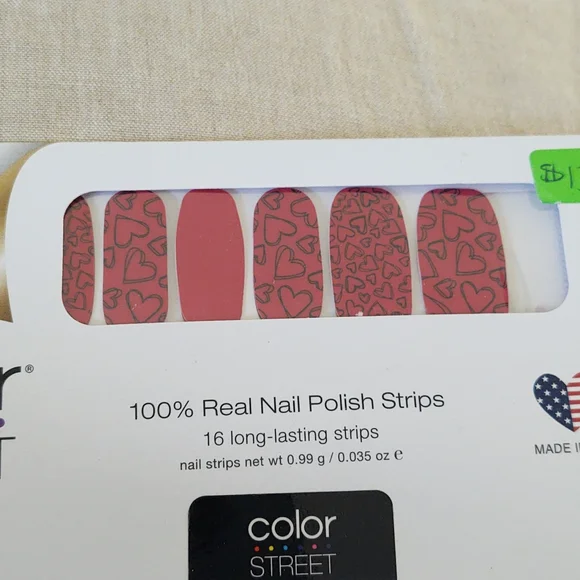 100% Real Nail Polish Strips
16 long-lasting strips
nail strips net wt 0.99 g / 0.035 oz e
MADE
color
STREET